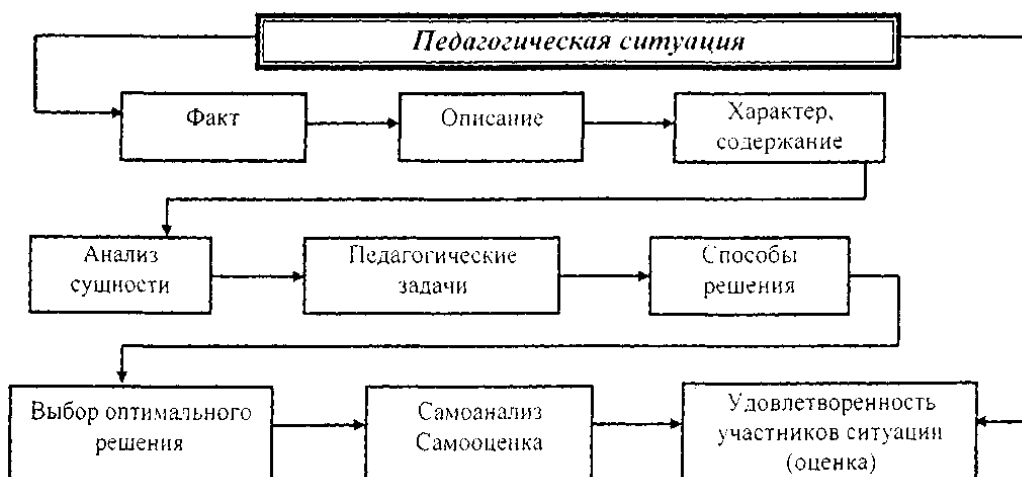 Педагогическая ситуация
Факт
Описание
Характер,
содержание
Анализ
сущности
Педагогические
задачи
Способы
решения
Выбор оптимального
решения
Самоанализ
Самооценка
Удовлетворенность
участников ситуации
(оценка)